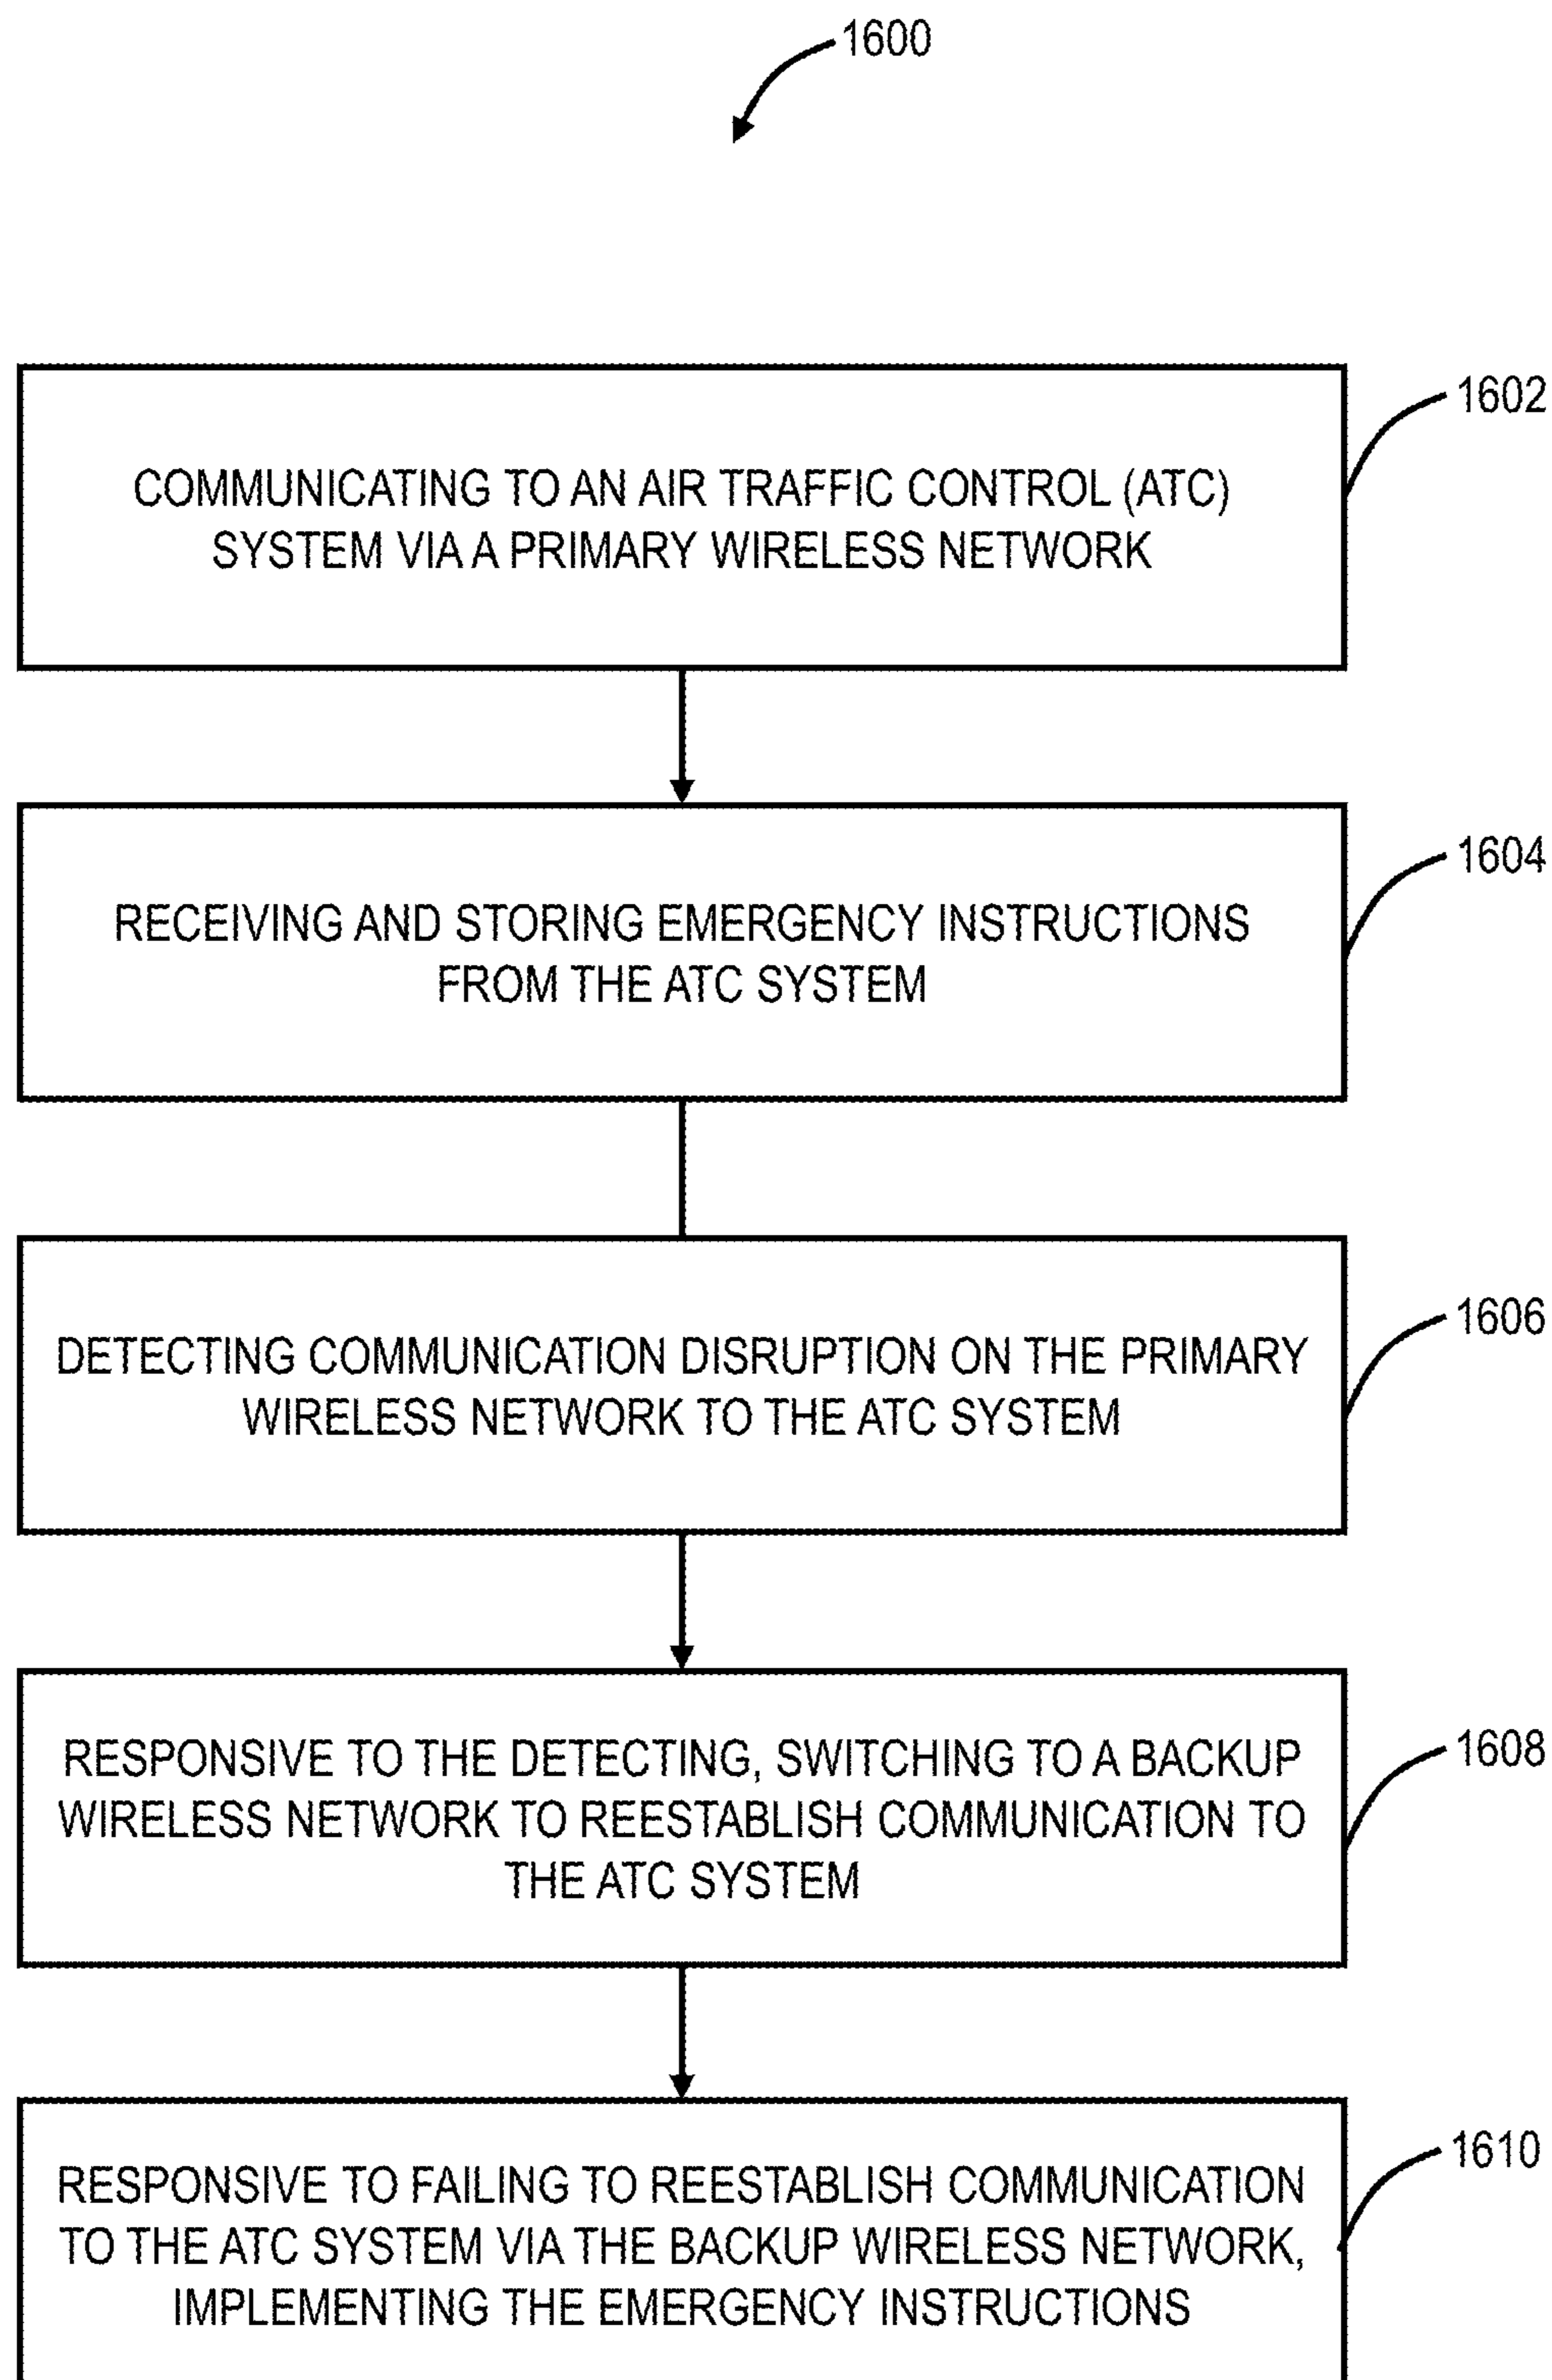 1600
1602
COMMUNICATING TO AN AIR TRAFFIC CONTROL (ATC)
SYSTEM VIA A PRIMARY WIRELESS NETWORK
1604
RECEIVING AND STORING EMERGENCY INSTRUCTIONS
FROM THE ATC SYSTEM
1606
DETECTING COMMUNICATION DISRUPTION ON THE PRIMARY
WIRELESS NETWORK TO THE ATC SYSTEM
1608
RESPONSIVE TO THE DETECTING, SWITCHING TO A BACKUP
WIRELESS NETWORK TO REESTABLISH COMMUNICATION TO
THE ATC SYSTEM
1610
RESPONSIVE TO FAILING TO REESTABLISH COMMUNICATION
TO THE ATC SYSTEM VIA THE BACKUP WIRELESS NETWORK,
IMPLEMENTING THE EMERGENCY INSTRUCTIONS